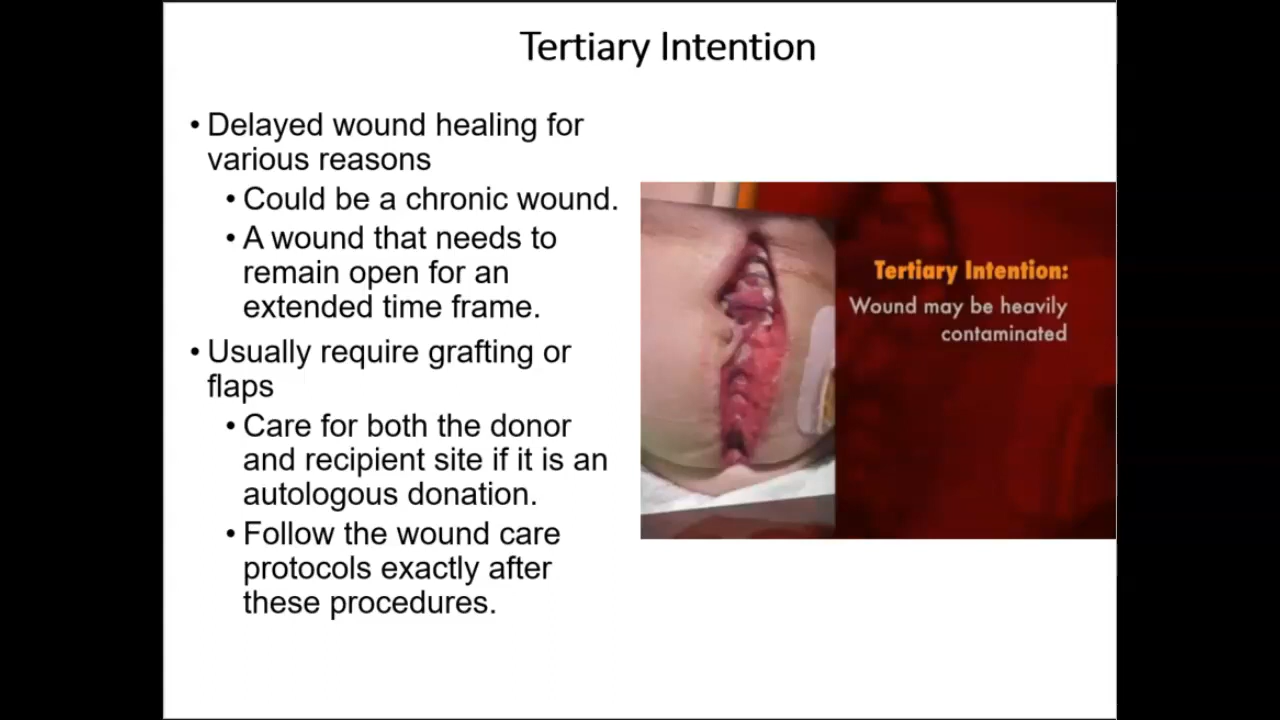 Tertiary Intention
• Delayed wound healing for
various reasons
• Could be a chronic wound.
• A wound that needs to
remain open for an
extended time frame.
• Usually require grafting or
flaps
• Care for both the donor
and recipient site if it is an
autologous donation.
• Follow the wound care
protocols exactly after
these procedures.
Tertiary Intention:
Wound may be heavily
contaminated